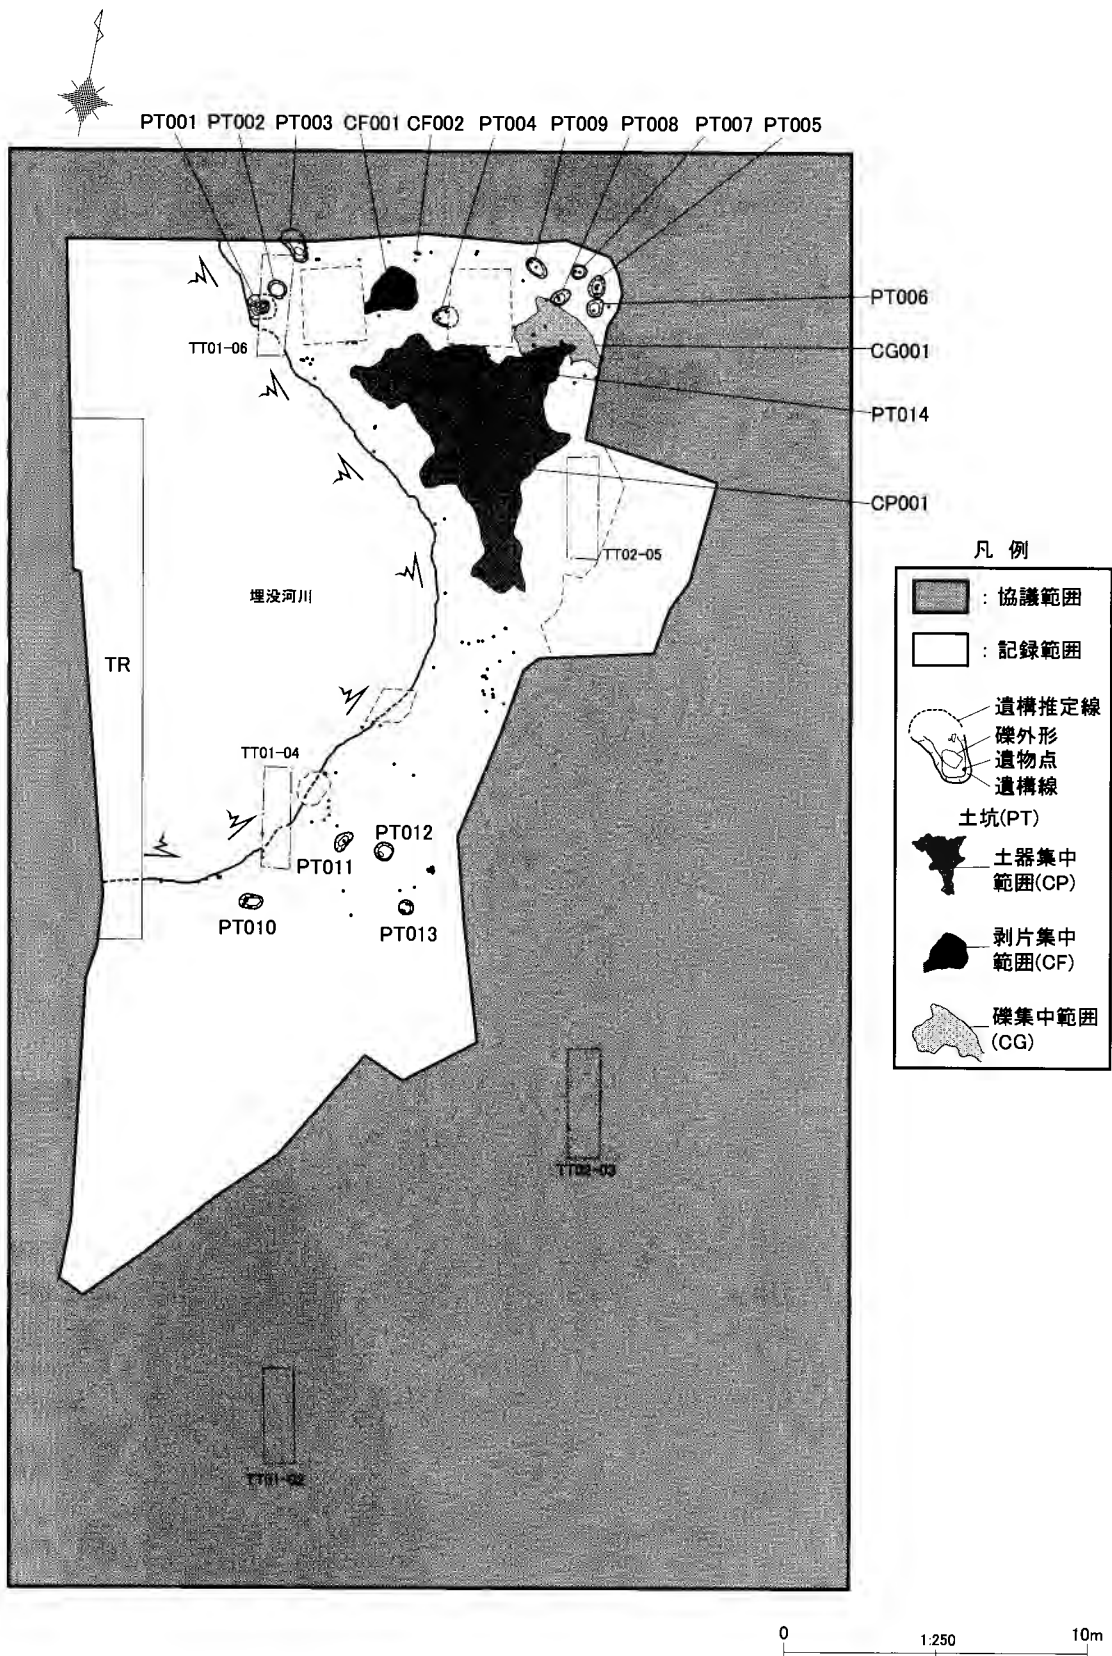 PT001 PT002 PT003 CF001 CF002 PT004 PT009 PT008 PT007 PT005
PT006
TT01-06
CG001
PT014
CP001
TT02-05
埋没河川
TR
TT01-04
PT012
PT011
PT010
PT013
TT02-03
TT01-02
凡 例
: 協議範囲
: 記録範囲
遺構推定線
礫外形
遺物点
遺構線
土坑(PT)
土器集中
範囲(CP)
剥片集中
範囲(CF)
礫集中範囲
(CG)
0 1:250 10m